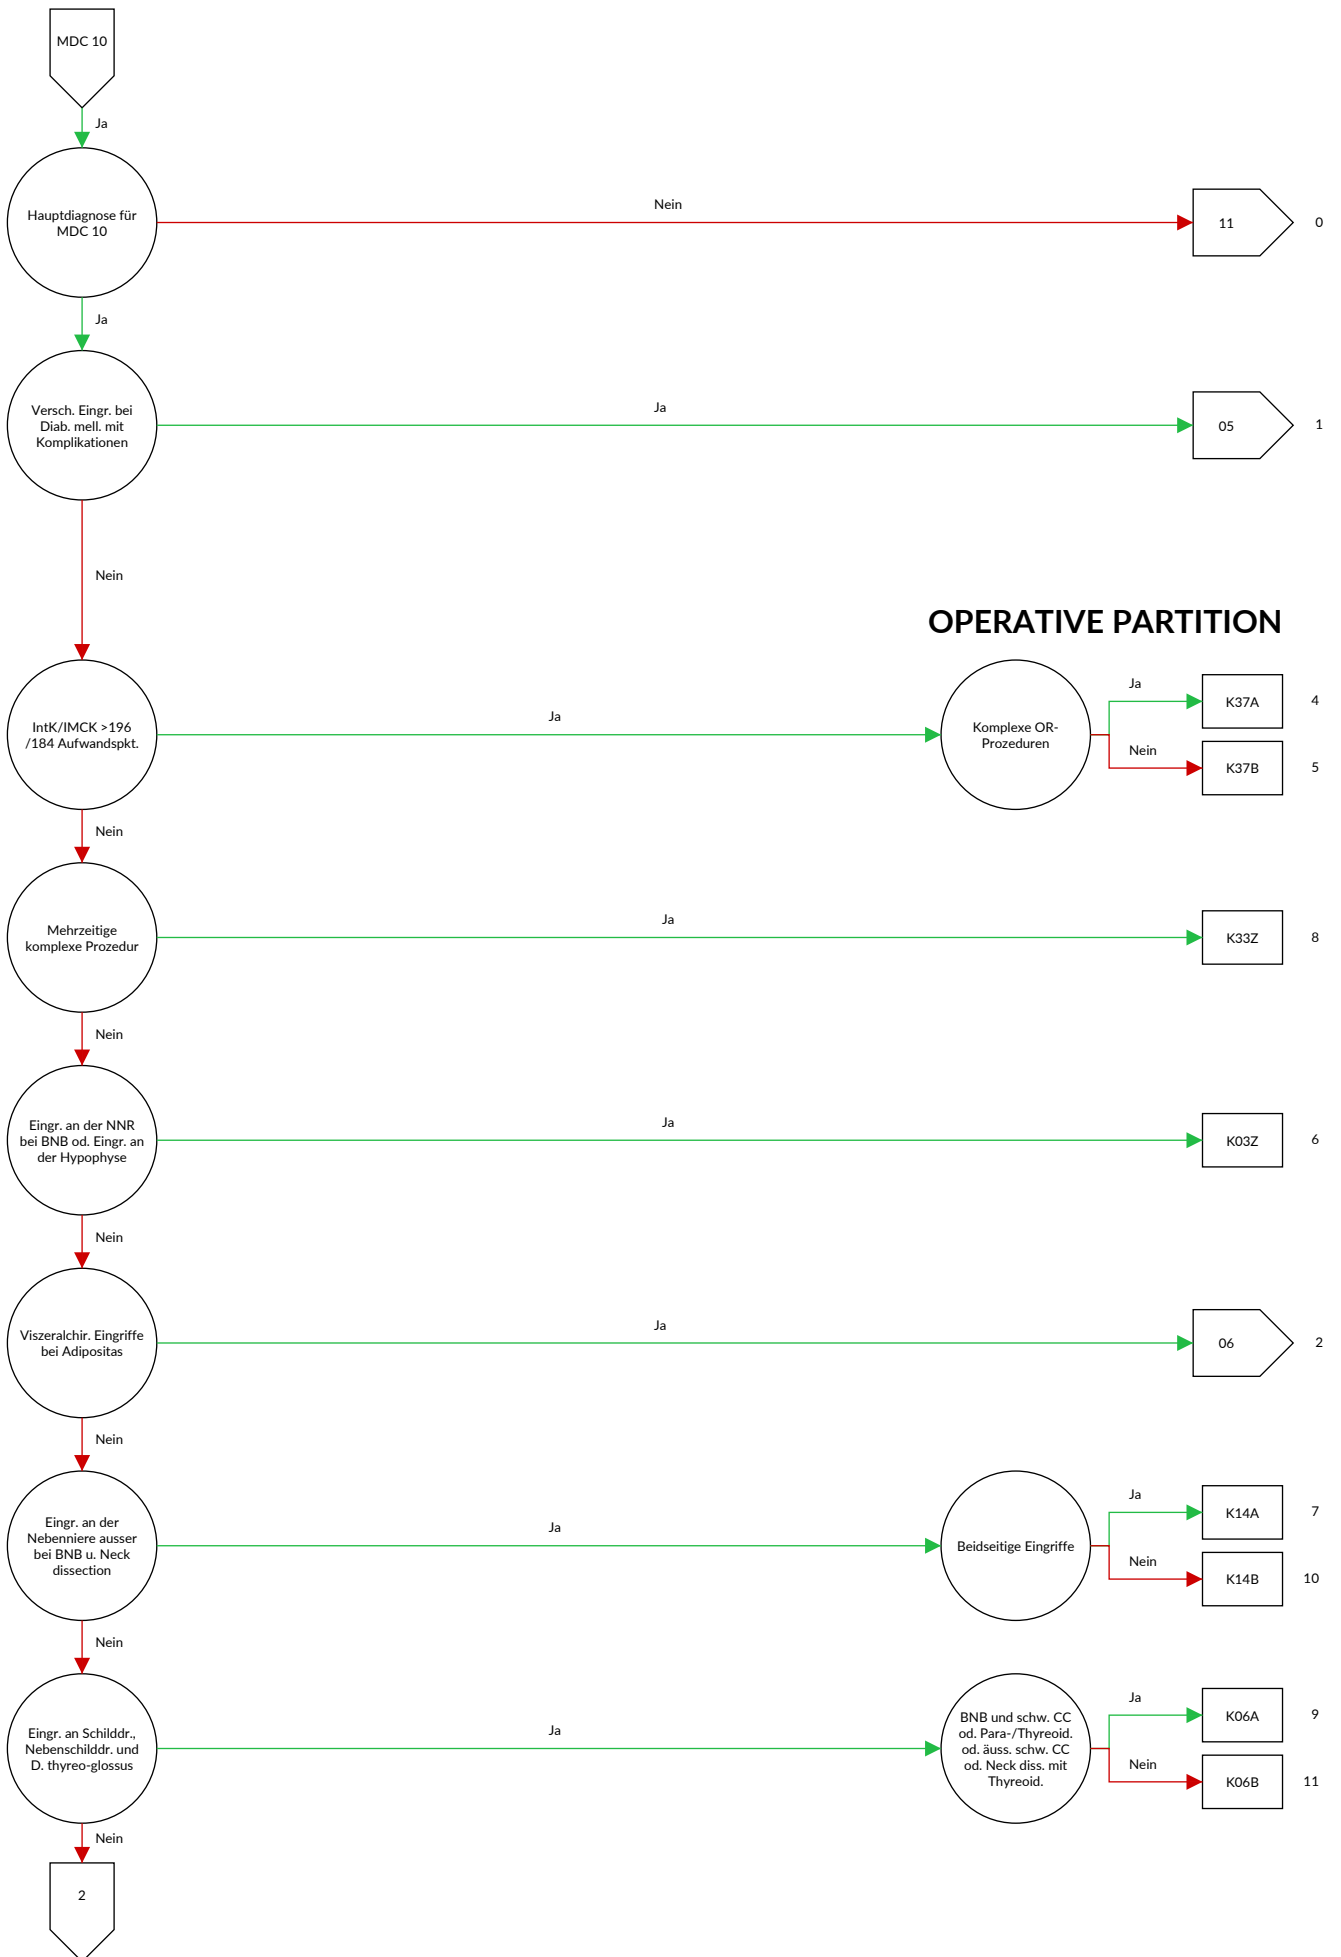 MDC 10
Ja
Hauptdiagnose für
MDC 10
Nein
11
0
Ja
Versch. Eingr. bei
Diab. mell. mit
Komplikationen
Ja
05
1
Nein
OPERATIVE PARTITION
IntK/IMCK >196
/184 Aufwandspkt.
Ja
Komplexe OR-
Prozeduren
Ja
K37A
4
Nein
K37B
5
Nein
Mehrzeitige
komplexe Prozedur
Ja
K33Z
8
Nein
Eingr. an der NNR
bei BNB od. Eingr. an
der Hypophyse
Ja
K03Z
6
Nein
Viszeralchir. Eingriffe
bei Adipositas
Ja
06
2
Nein
Eingr. an der
Nebenniere ausser
bei BNB u. Neck
dissection
Ja
Beidseitige Eingriffe
Ja
K14A
7
Nein
K14B
10
Nein
Eingr. an Schilddr.,
Nebenschilddr. und
D. thyreo-glossus
Ja
BNB und schw. CC
od. Para-/Thyreoid.
od. äuss. schw. CC
od. Neck diss. mit
Thyreoid.
Ja
K06A
9
Nein
K06B
11
Nein
2